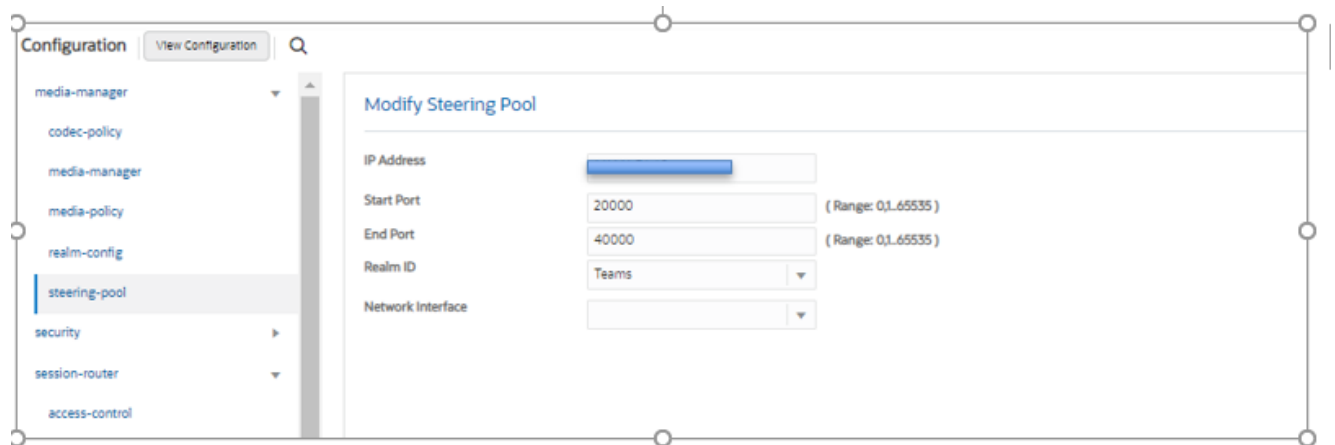 Configuration View Configuration
media-manager
codec-policy
media-manager
media-policy
realm-config
steering-pool
security
session-router
access-control
Modify Steering Pool
IP Address
Start Port 20000 ( Range: 0,1..65535 )
End Port 40000 ( Range: 0,1..65535 )
Realm ID Teams
Network Interface